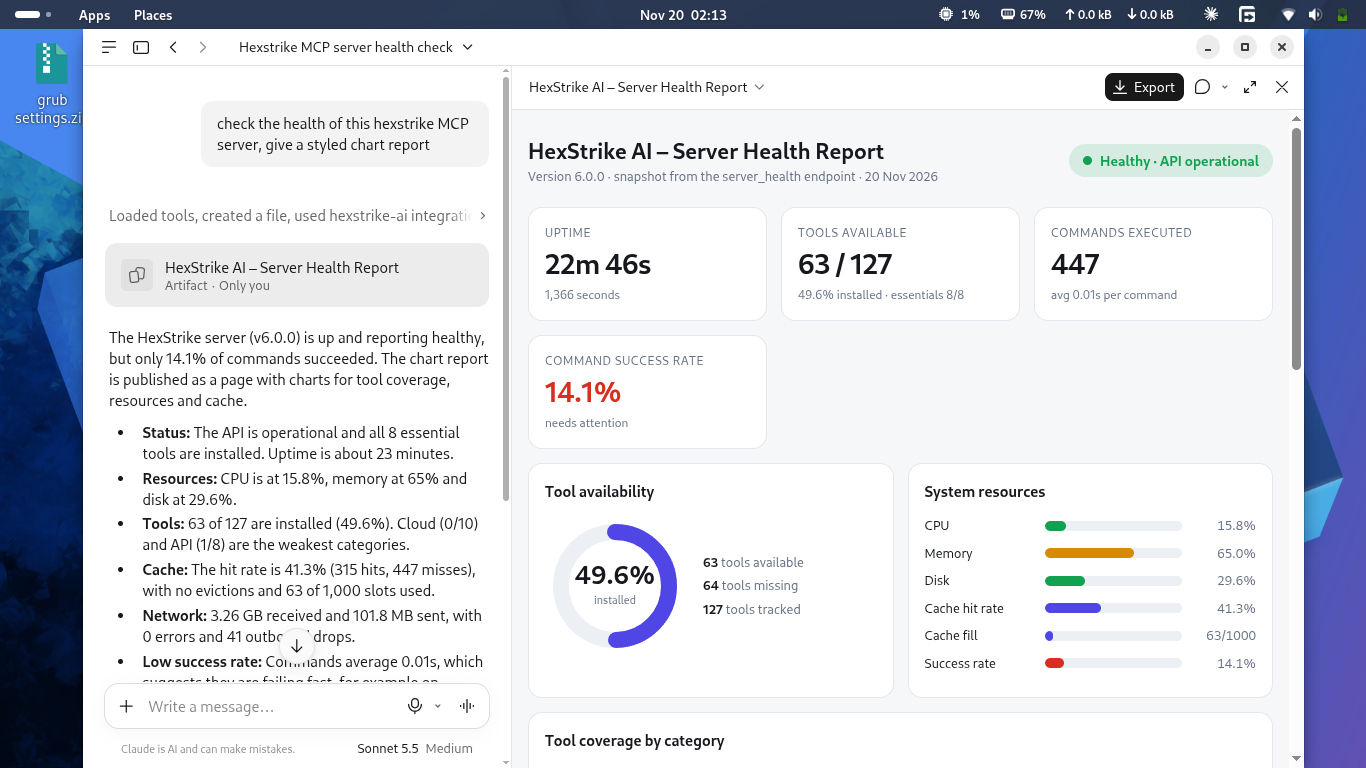 Apps Places
Nov 20 02:13
1% 67% 0.0 kB 0.0 kB
grub
settings.zi
Hexstrike MCP server health check
check the health of this hexstrike MCP
server, give a styled chart report
Loaded tools, created a file, used hexstrike-ai integrati
HexStrike AI – Server Health Report
Artifact · Only you
The HexStrike server (v6.0.0) is up and reporting healthy,
but only 14.1% of commands succeeded. The chart report
is published as a page with charts for tool coverage,
resources and cache.
• Status: The API is operational and all 8 essential
tools are installed. Uptime is about 23 minutes.
• Resources: CPU is at 15.8%, memory at 65% and
disk at 29.6%.
• Tools: 63 of 127 are installed (49.6%). Cloud (0/10)
and API (1/8) are the weakest categories.
• Cache: The hit rate is 41.3% (315 hits, 447 misses),
with no evictions and 63 of 1,000 slots used.
• Network: 3.26 GB received and 101.8 MB sent, with
0 errors and 41 outbound drops.
• Low success rate: Commands average 0.01s, which
suggests they are failing fast, for example on
Write a message…
Claude is AI and can make mistakes.
Sonnet 5.5 Medium
HexStrike AI – Server Health Report
Export
HexStrike AI – Server Health Report
Version 6.0.0 · snapshot from the server_health endpoint · 20 Nov 2026
Healthy · API operational
UPTIME
22m 46s
1,366 seconds
TOOLS AVAILABLE
63 / 127
49.6% installed · essentials 8/8
COMMANDS EXECUTED
447
avg 0.01s per command
COMMAND SUCCESS RATE
14.1%
needs attention
Tool availability
49.6%
installed
63 tools available
64 tools missing
127 tools tracked
System resources
CPU 15.8%
Memory 65.0%
Disk 29.6%
Cache hit rate 41.3%
Cache fill 63/1000
Success rate 14.1%
Tool coverage by category